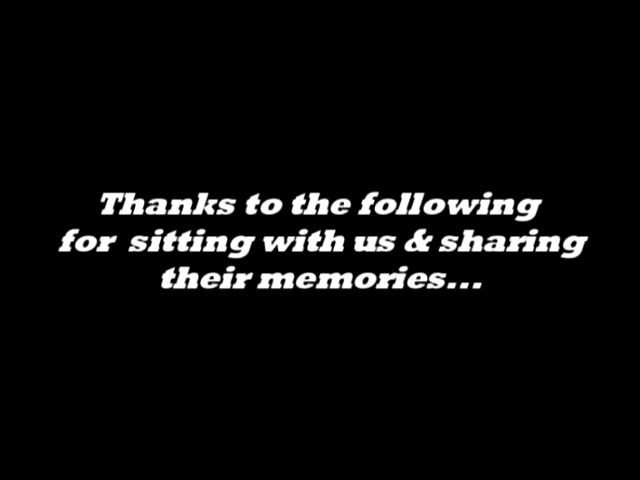 Thanks to the following
for sitting with us & sharing
their memories...